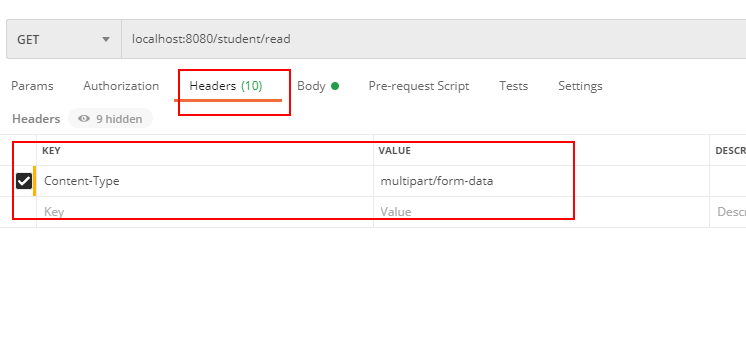 GET localhost:8080/student/read
Params Authorization Headers (10) Body Pre-request Script Tests Settings
Headers 9 hidden
KEY VALUE DESCR
Content-Type multipart/form-data
Key Value Descr